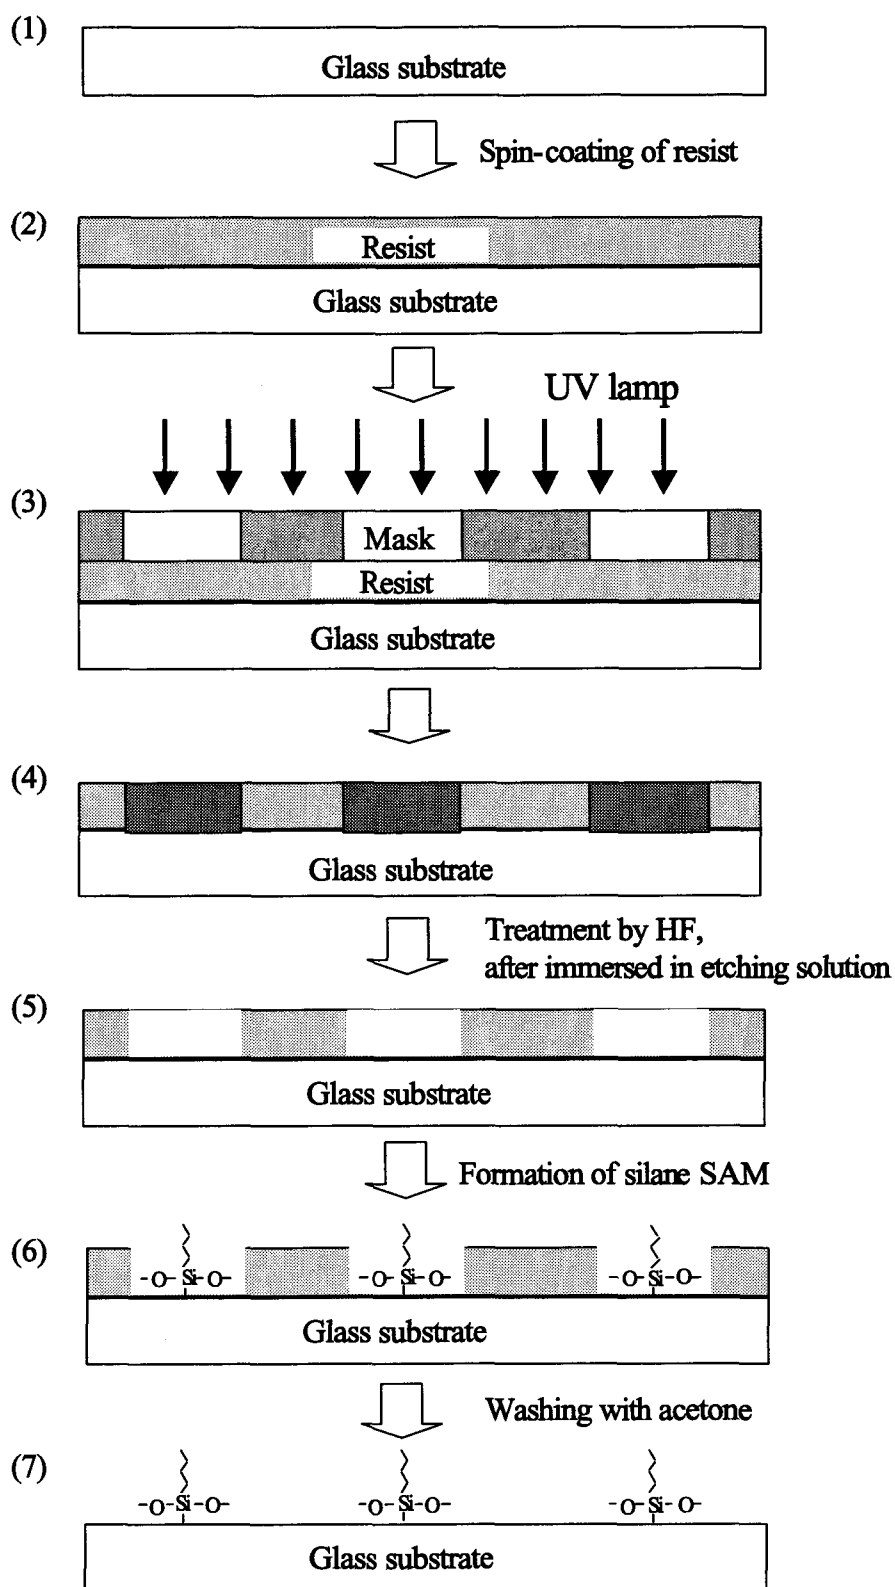 (1)
Glass substrate
Spin-coating of resist
(2)
Resist
Glass substrate
UV lamp
(3)
Mask
Resist
Glass substrate
(4)
Glass substrate
Treatment by HF,
after immersed in etching solution
(5)
Glass substrate
Formation of silane SAM
(6)
-O-Si-O- -O-Si-O- -O-Si-O-
Glass substrate
Washing with acetone
(7)
-O-Si-O- -O-Si-O- -O-Si-O-
Glass substrate